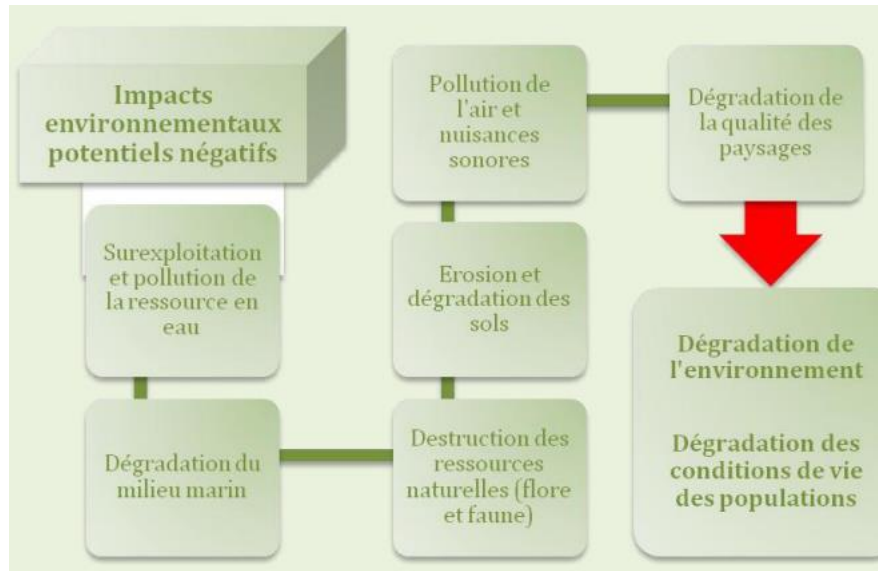 Impacts
environnementaux
potentiels négatifs
Surexploitation
et pollution de
la ressource en
eau
Dégradation du
milieu marin
Destruction des
ressources
naturelles (flore
et faune)
Erosion et
dégradation des
sols
Pollution de
l'air et
nuisances
sonores
Dégradation de
la qualité des
paysages
Dégradation de
l'environnement
Dégradation des
conditions de vie
des populations